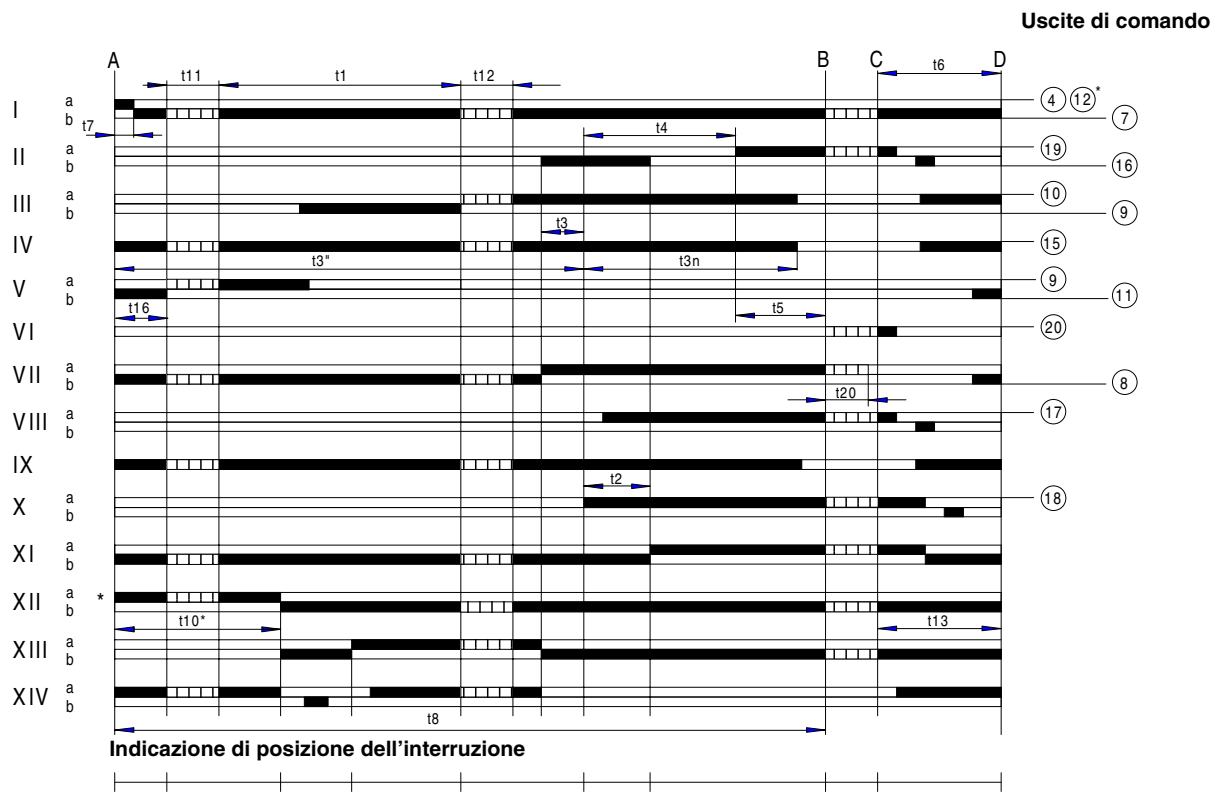 Uscite di comando
A B C D
t11 t1 t12 t6
I a b 4 12 * 7
t7 t4
II a b 19 16
III a b 10 9
t3
IV 15
t3" t3n
V a b 9 11
t16 t5
VI 20
VII a b 8
t20
VIII a b 17
IX
t2
X a b 18
XI a b
XII a b *
t10* t13
XIII a b
XIV a b
t8
Indicazione di posizione dell'interruzione